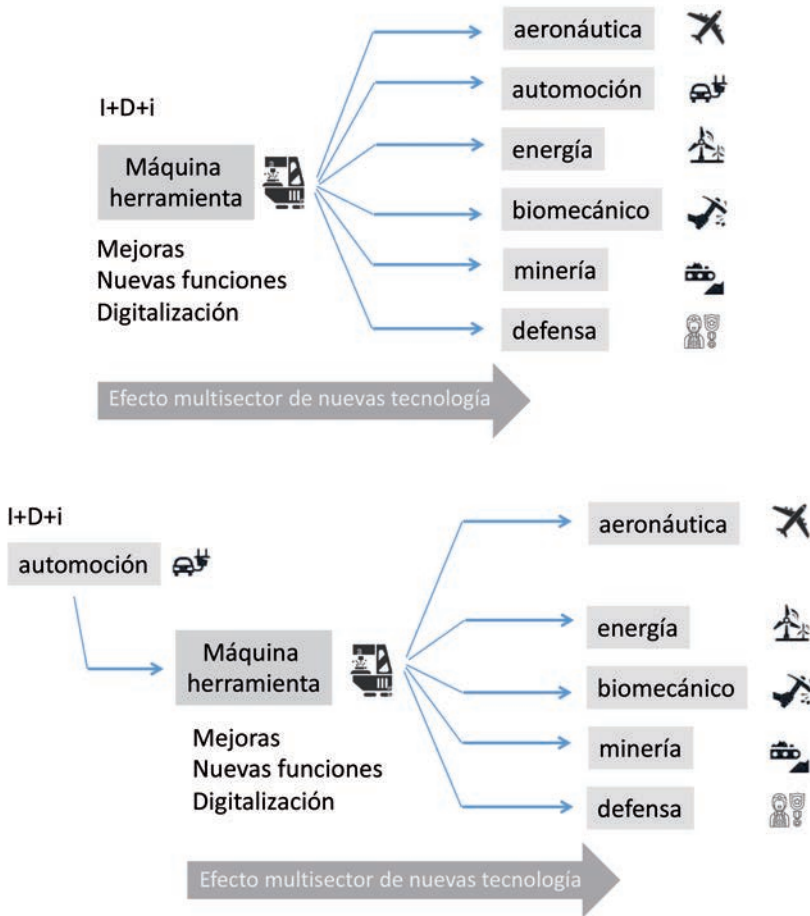 aeronáutica
automoción
I+D+i
energía
Máquina
herramienta
biomecánico
Mejoras
Nuevas funciones
Digitalización
minería
defensa
Efecto multisector de nuevas tecnología
I+D+i
automoción
aeronáutica
energía
Máquina
herramienta
biomecánico
Mejoras
Nuevas funciones
Digitalización
minería
defensa
Efecto multisector de nuevas tecnología